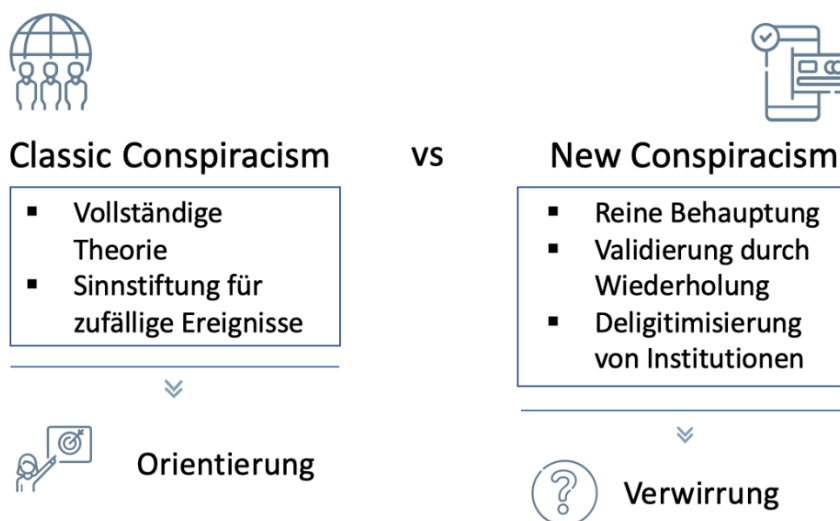 Classic Conspiracism
vs
New Conspiracism
▪ Vollständige
Theorie
▪ Sinnstiftung für
zufällige Ereignisse
▪ Reine Behauptung
▪ Validierung durch
Wiederholung
▪ Deligitimisierung
von Institutionen
Orientierung
?
Verwirrung